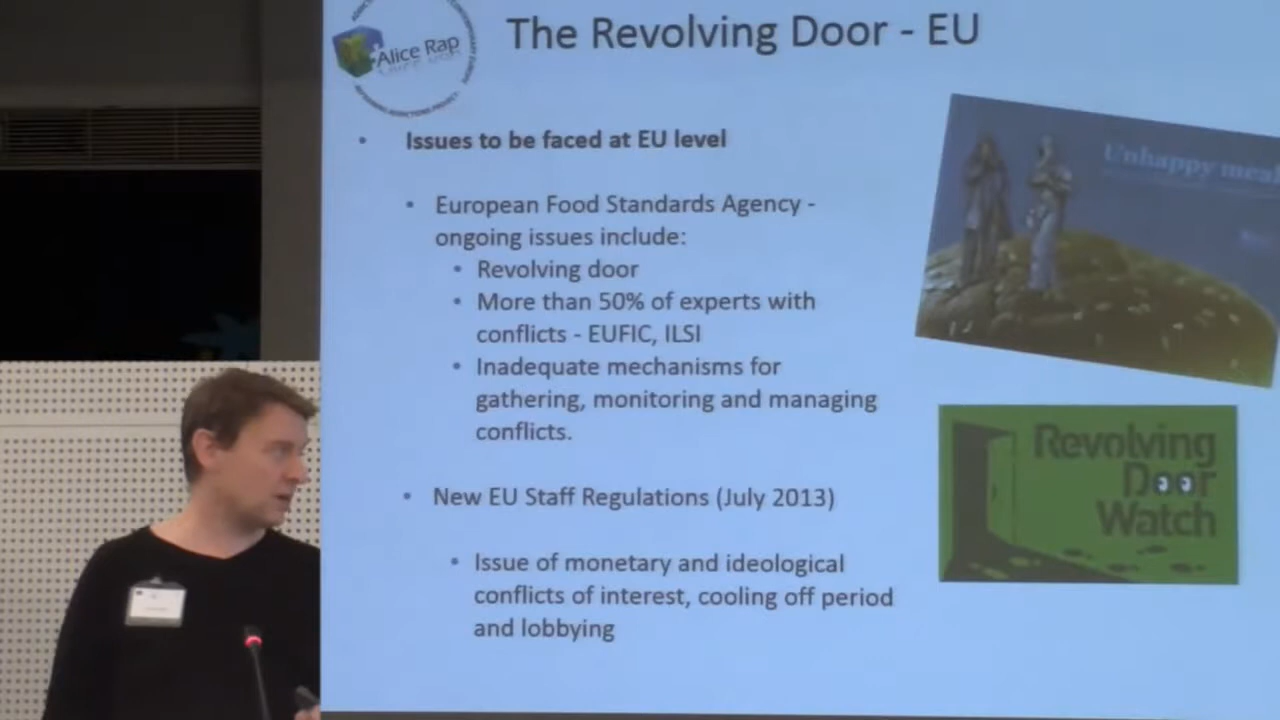 The Revolving Door - EU
Alice Rap
• Issues to be faced at EU level
• European Food Standards Agency -
ongoing issues include:
• Revolving door
• More than 50% of experts with
conflicts - EUFIC, ILSI
• Inadequate mechanisms for
gathering, monitoring and managing
conflicts.
• New EU Staff Regulations (July 2013)
• Issue of monetary and ideological
conflicts of interest, cooling off period
and lobbying
Unhappy meal
Revolving
Door
Watch